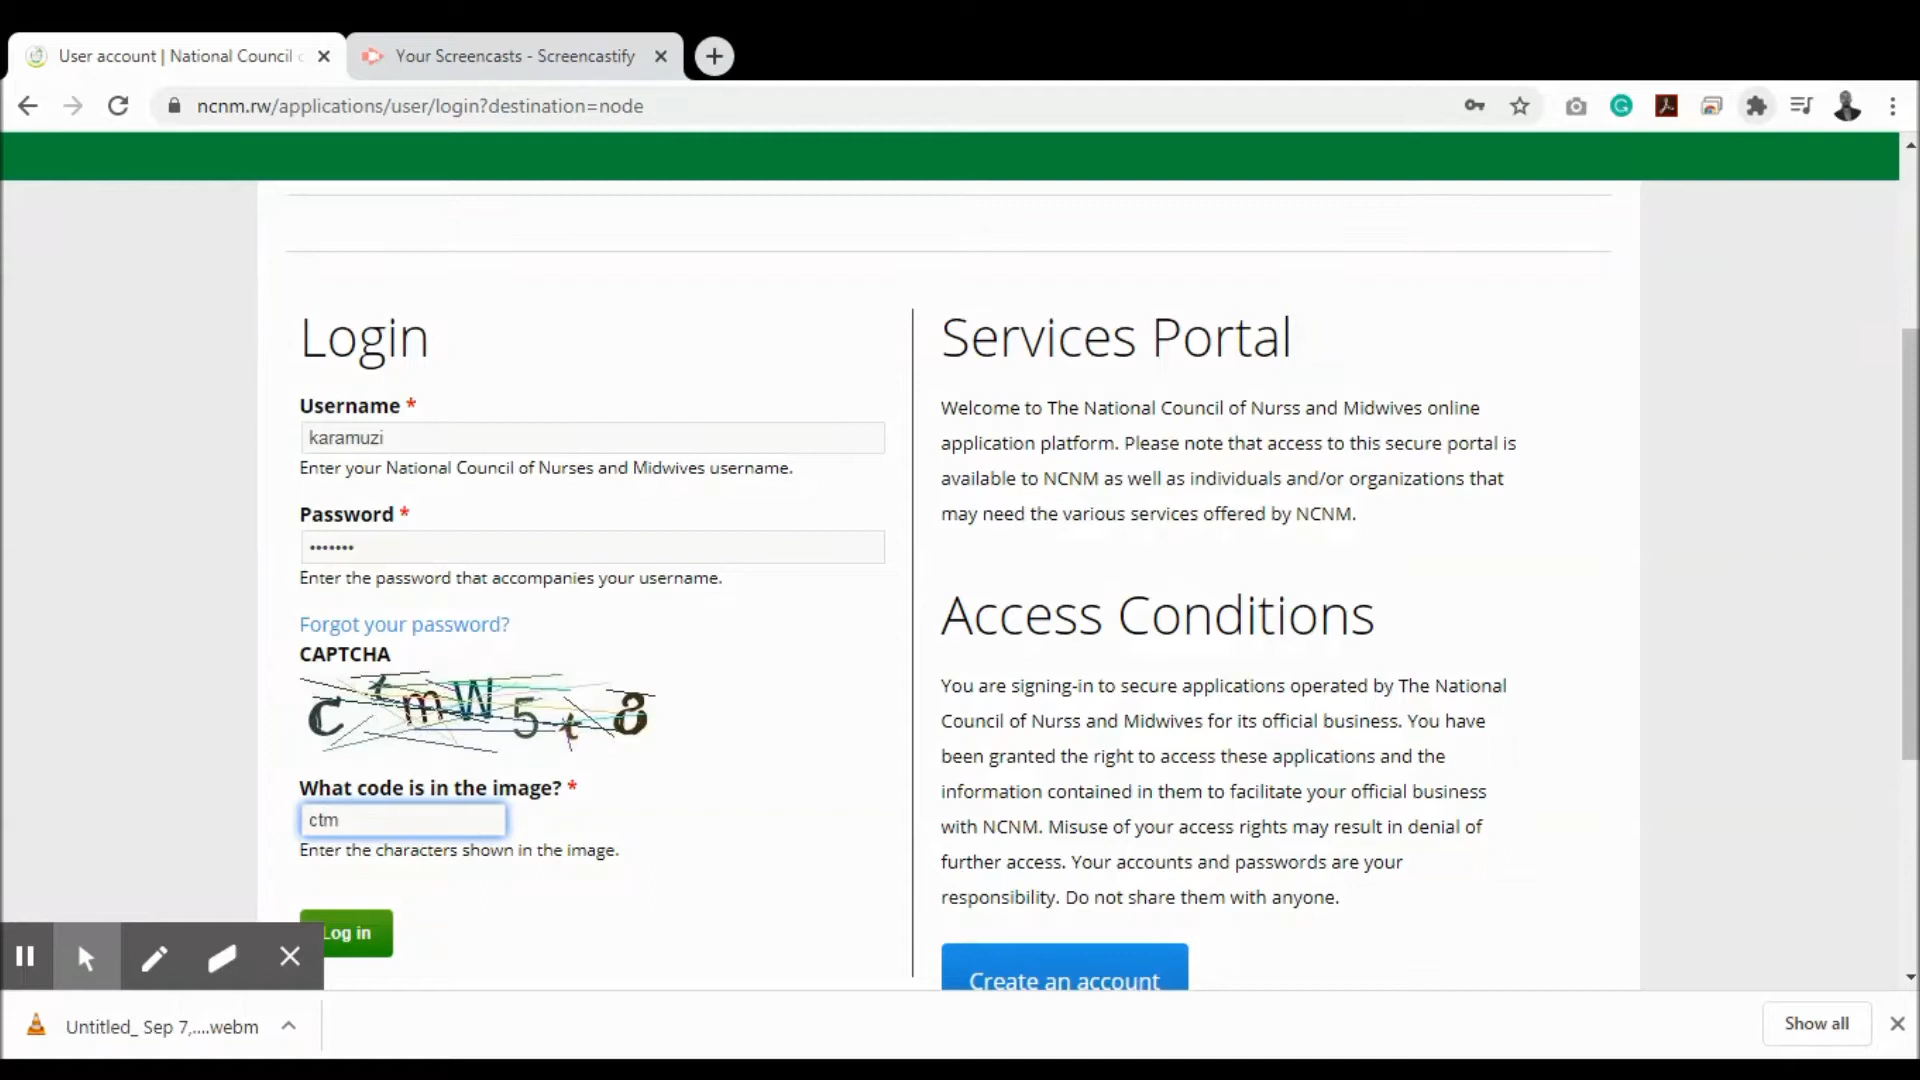 User account | National Council
Your Screencasts - Screencastify
ncnm.rw/applications/user/login?destination=node
Login
Username *
karamuzi
Enter your National Council of Nurses and Midwives username.
Password *
•••••••
Enter the password that accompanies your username.
Forgot your password?
CAPTCHA
What code is in the image? *
ctm
Enter the characters shown in the image.
Log in
Services Portal
Welcome to The National Council of Nurss and Midwives online
application platform. Please note that access to this secure portal is
available to NCNM as well as individuals and/or organizations that
may need the various services offered by NCNM.
Access Conditions
You are signing-in to secure applications operated by The National
Council of Nurss and Midwives for its official business. You have
been granted the right to access these applications and the
information contained in them to facilitate your official business
with NCNM. Misuse of your access rights may result in denial of
further access. Your accounts and passwords are your
responsibility. Do not share them with anyone.
Create an account
Untitled_ Sep 7,....webm
Show all